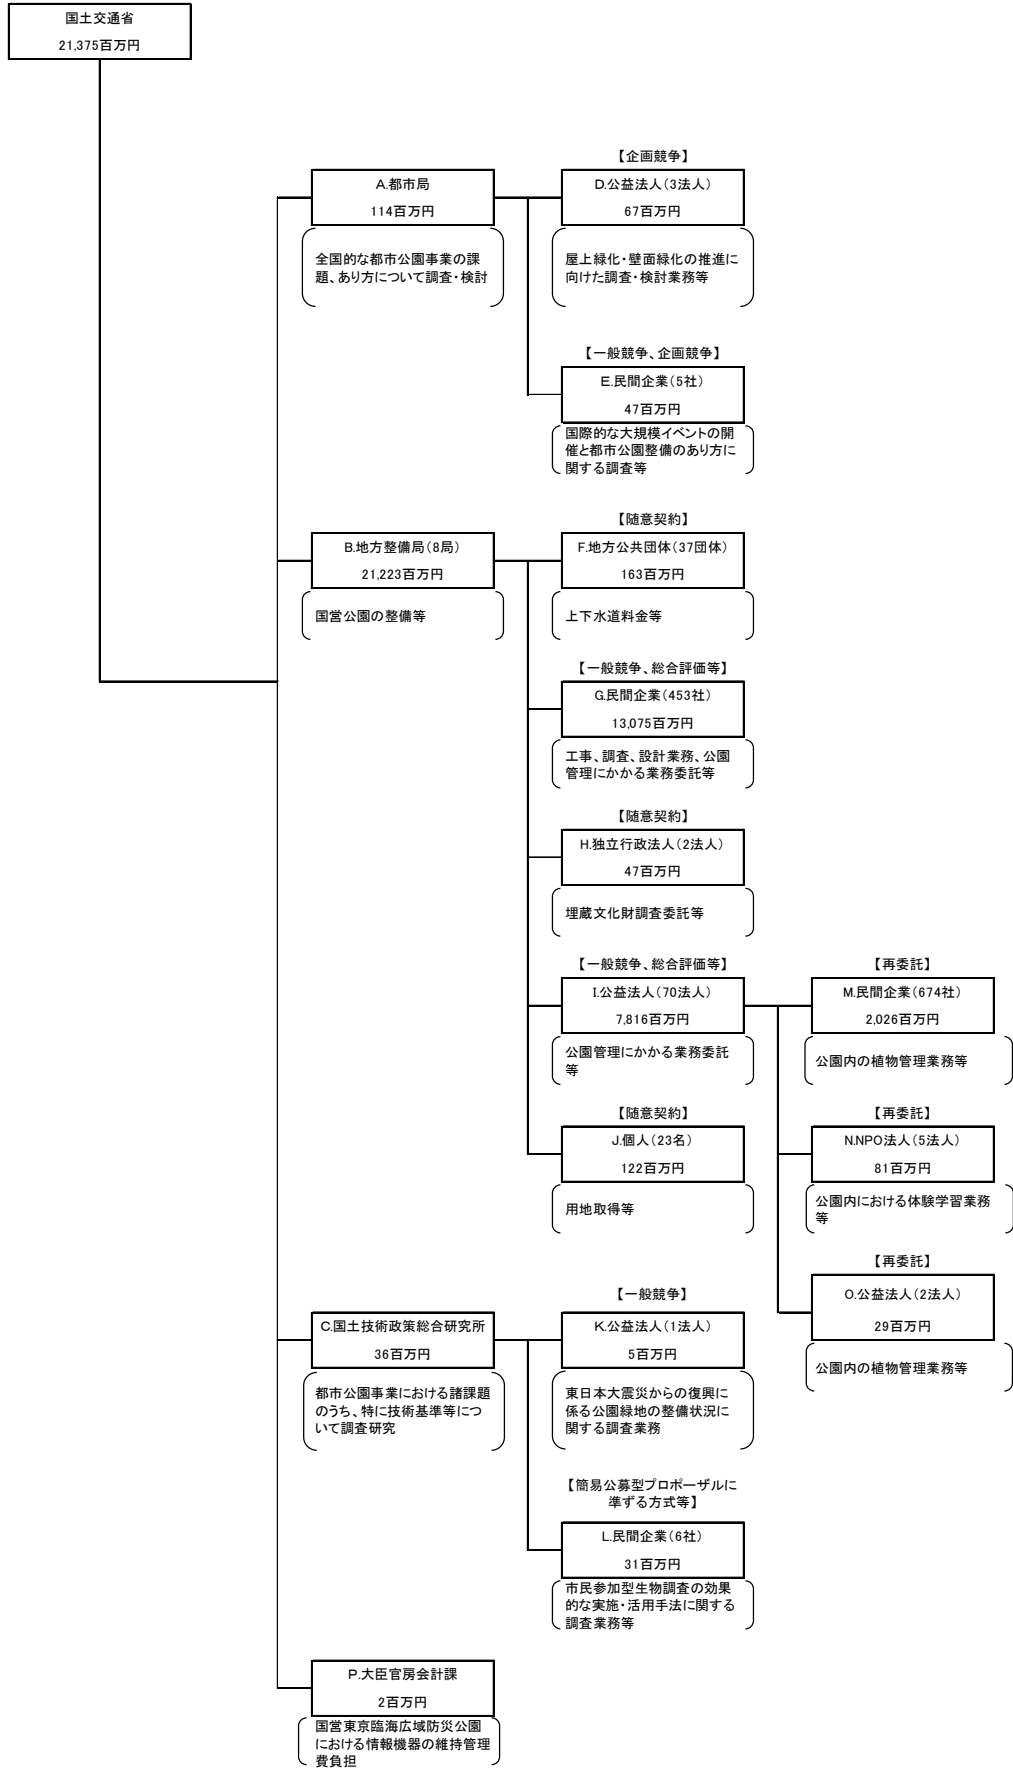 国土交通省
21,375百万円
A.都市局
114百万円
全国的な都市公園事業の課
題、あり方について調査・検討
【企画競争】
D.公益法人(3法人)
67百万円
屋上緑化・壁面緑化の推進に
向けた調査・検討業務等
【一般競争、企画競争】
E.民間企業(5社)
47百万円
国際的な大規模イベントの開
催と都市公園整備のあり方に
関する調査等
B.地方整備局(8局)
21,223百万円
国営公園の整備等
【随意契約】
F.地方公共団体(37団体)
163百万円
上下水道料金等
【一般競争、総合評価等】
G.民間企業(453社)
13,075百万円
工事、調査、設計業務、公園
管理にかかる業務委託等
【随意契約】
H.独立行政法人(2法人)
47百万円
埋蔵文化財調査委託等
【一般競争、総合評価等】
I.公益法人(70法人)
7,816百万円
公園管理にかかる業務委託
等
【再委託】
M.民間企業(674社)
2,026百万円
公園内の植物管理業務等
【随意契約】
J.個人(23名)
122百万円
用地取得等
【再委託】
N.NPO法人(5法人)
81百万円
公園内における体験学習業務
等
【再委託】
O.公益法人(2法人)
29百万円
公園内の植物管理業務等
C.国土技術政策総合研究所
36百万円
都市公園事業における諸課題
のうち、特に技術基準等につ
いて調査研究
【一般競争】
K.公益法人(1法人)
5百万円
東日本大震災からの復興に
係る公園緑地の整備状況に
関する調査業務
【簡易公募型プロポーザルに
準ずる方式等】
L.民間企業(6社)
31百万円
市民参加型生物調査の効果
的な実施・活用手法に関する
調査業務等
P.大臣官房会計課
2百万円
国営東京臨海広域防災公園
における情報機器の維持管理
費負担